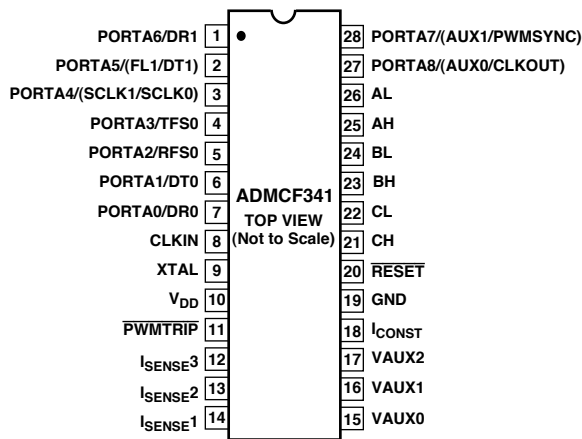 PORTA6/DR1 1
PORTA5/(FL1/DT1) 2
PORTA4/(SCLK1/SCLK0) 3
PORTA3/TFS0 4
PORTA2/RFS0 5
PORTA1/DT0 6
PORTA0/DR0 7
CLKIN 8
XTAL 9
VDD 10
PWMTRIP 11
ISENSE3 12
ISENSE2 13
ISENSE1 14
ADMCF341
TOP VIEW
(Not to Scale)
28 PORTA7/(AUX1/PWMSYNC)
27 PORTA8/(AUX0/CLKOUT)
26 AL
25 AH
24 BL
23 BH
22 CL
21 CH
20 RESET
19 GND
18 ICONST
17 VAUX2
16 VAUX1
15 VAUX0